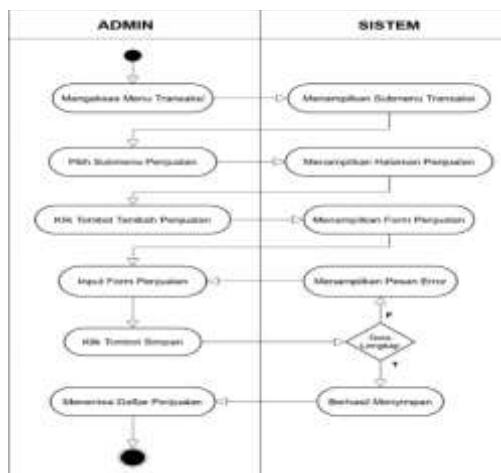 ADMIN
SISTEM
Mengakses Menu Transaksi
Menampilkan Submenu Transaksi
Pilih Submenu Penjualan
Menampilkan Halaman Penjualan
Klik Tombol Tambah Penjualan
Menampilkan Form Penjualan
Input Form Penjualan
Menampilkan Pesan Error
F
Klik Tombol Simpan
Data
Lengkap
Y
Menerima Daftar Penjualan
Berhasil Menyimpan